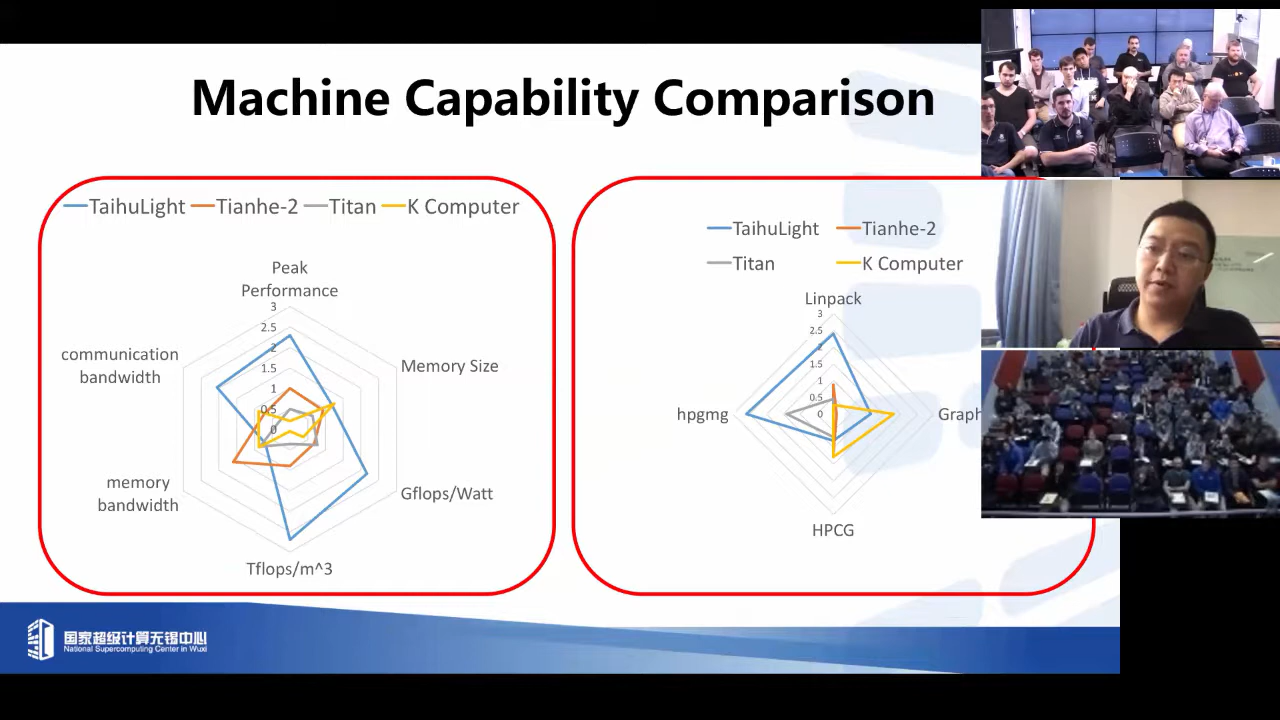 Machine Capability Comparison
TaihuLight Tianhe-2 Titan K Computer
Peak
Performance
3
2.5
2
1.5
1
0.5
0
communication
bandwidth
Memory Size
memory
bandwidth
Gflops/Watt
Tflops/m^3
TaihuLight Tianhe-2
Titan K Computer
Linpack
3
2.5
2
1.5
1
0.5
0
hpgmg
Graph
HPCG
国家超级计算无锡中心
National Supercomputing Center in Wuxi